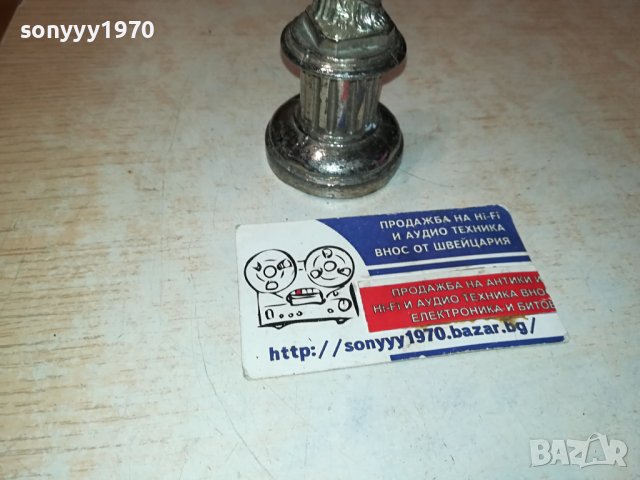 sonyyy1970
ПРОДАЖБА НА Hi-Fi
И АУДИО ТЕХНИКА
ВНОС ОТ ШВЕЙЦАРИЯ
ПРОДАЖБА НА АНТИКИ И
Hi-Fi И АУДИО ТЕХНИКА ВНО
ЕЛЕКТРОНИКА И БИТОВ
http://sonyyy1970.bazar.bg/
BAZAR
sonyyy1970